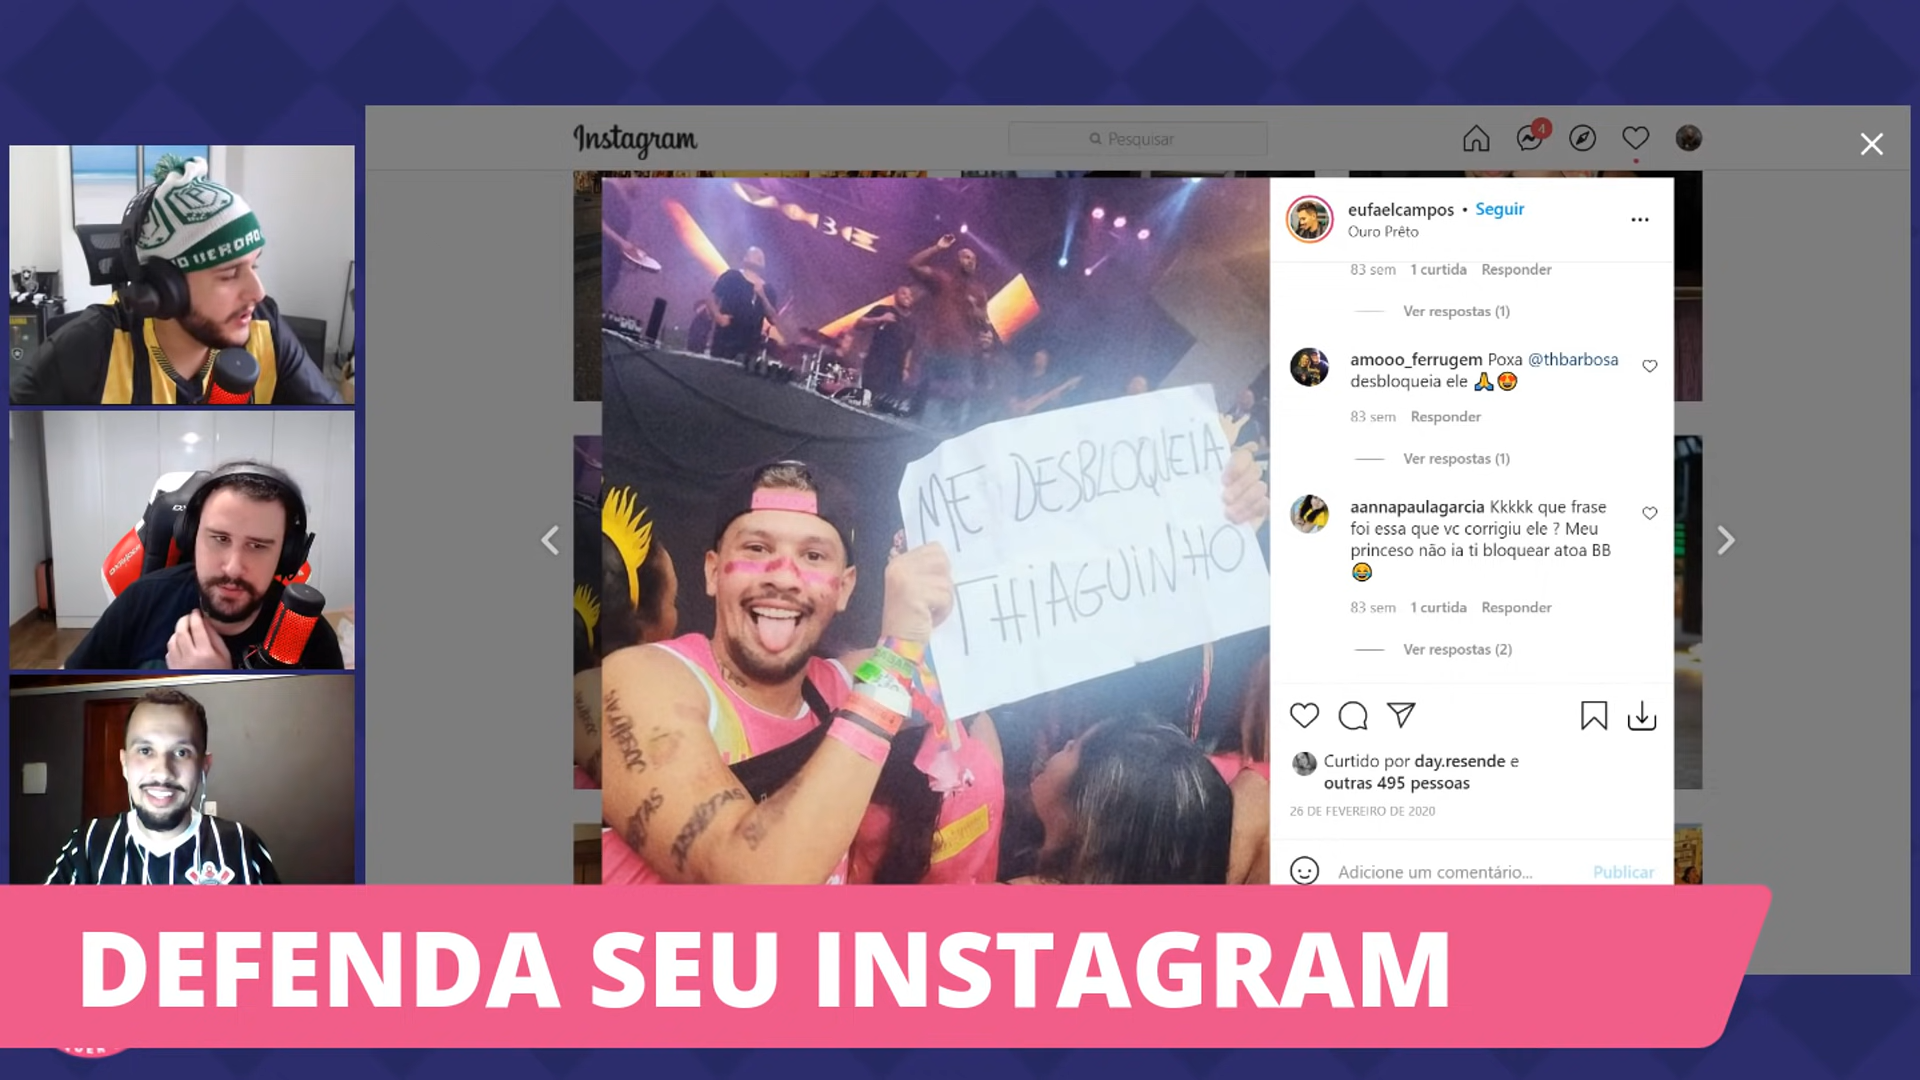 Instagram
Pesquisar
4
eufaelcampos • Seguir
Ouro Prêto
83 sem 1 curtida Responder
Ver respostas (1)
amooo_ferrugem Poxa @thbarbosa
desbloqueia ele 🙏😍
83 sem Responder
Ver respostas (1)
aannapaulagarcia Kkkkk que frase
foi essa que vc corrigiu ele ? Meu
princeso não ia ti bloquear atoa BB
😂
83 sem 1 curtida Responder
Ver respostas (2)
Curtido por day.resende e
outras 495 pessoas
26 DE FEVEREIRO DE 2020
Adicione um comentário... Publicar
ME DESBLOQUEIA
THIAGUINHO
DEFENDA SEU INSTAGRAM